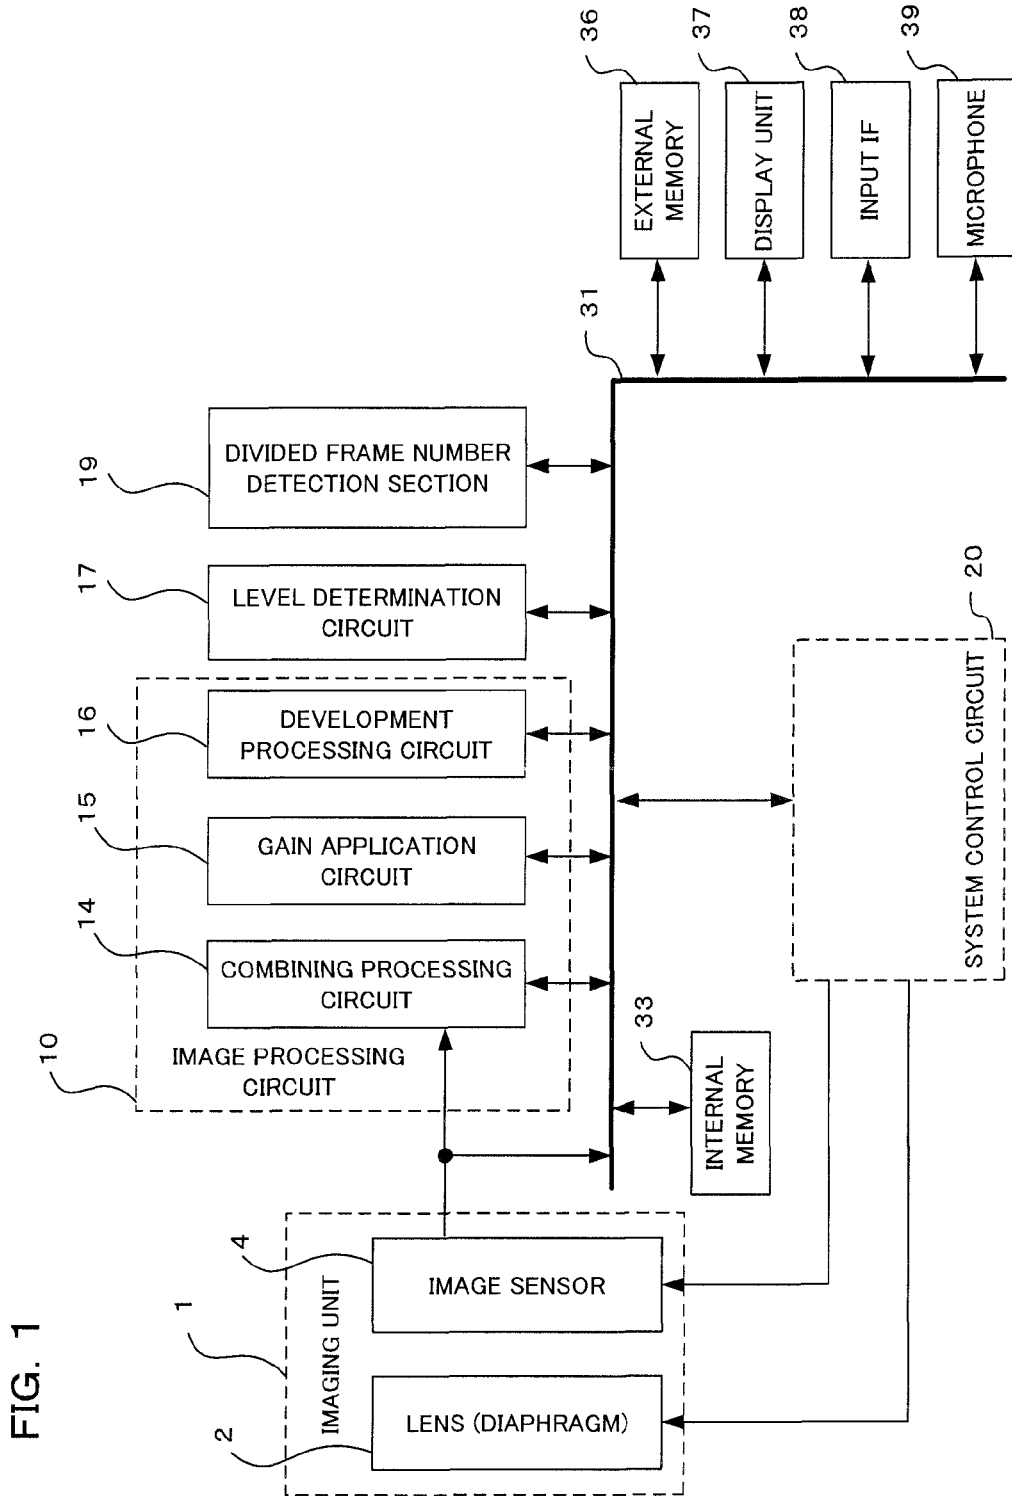 FIG. 1
1
IMAGING UNIT
2
LENS (DIAPHRAGM)
4
IMAGE SENSOR
10
IMAGE PROCESSING
CIRCUIT
14
COMBINING PROCESSING
CIRCUIT
15
GAIN APPLICATION
CIRCUIT
16
DEVELOPMENT
PROCESSING CIRCUIT
17
LEVEL DETERMINATION
CIRCUIT
19
DIVIDED FRAME NUMBER
DETECTION SECTION
31
33
INTERNAL
MEMORY
20
SYSTEM CONTROL CIRCUIT
36
EXTERNAL
MEMORY
37
DISPLAY UNIT
38
INPUT IF
39
MICROPHONE